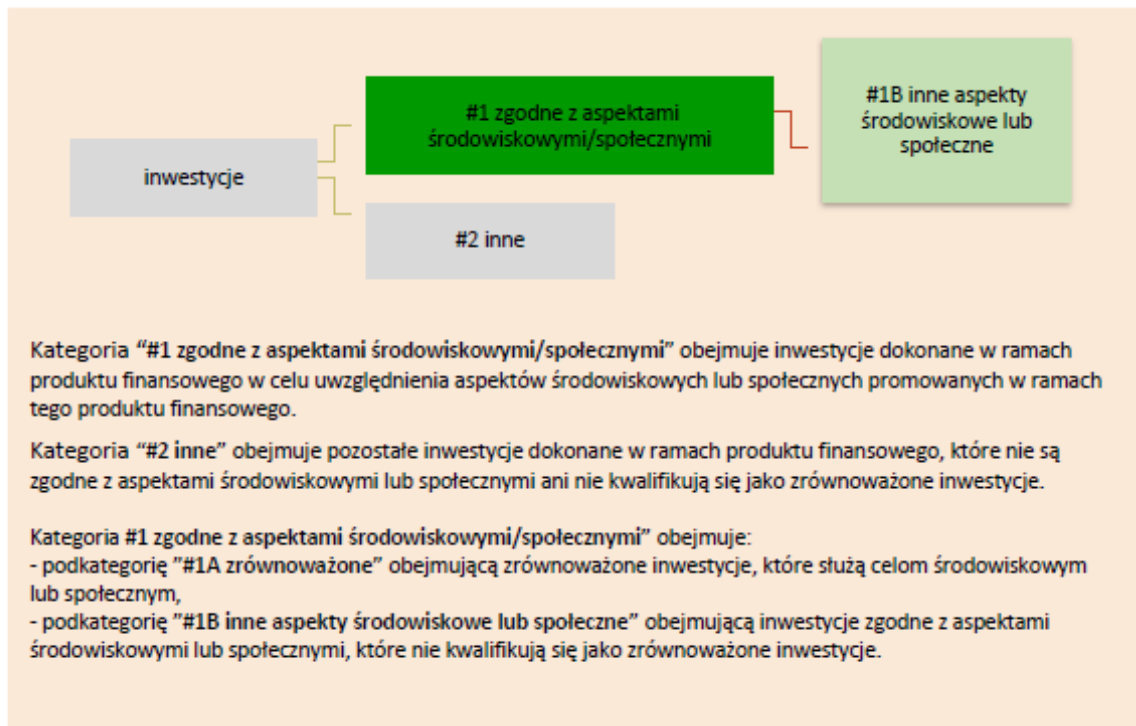 #1 zgodne z aspektami
środowiskowymi/społecznymi
#1B inne aspekty
środowiskowe lub
społeczne
inwestycje
#2 inne
Kategoria “#1 zgodne z aspektami środowiskowymi/społecznymi” obejmuje inwestycje dokonane w ramach
produktu finansowego w celu uwzględnienia aspektów środowiskowych lub społecznych promowanych w ramach
tego produktu finansowego.
Kategoria “#2 inne” obejmuje pozostałe inwestycje dokonane w ramach produktu finansowego, które nie są
zgodne z aspektami środowiskowymi lub społecznymi ani nie kwalifikują się jako zrównoważone inwestycje.
Kategoria #1 zgodne z aspektami środowiskowymi/społecznymi” obejmuje:
- podkategorię ”#1A zrównoważone” obejmującą zrównoważone inwestycje, które służą celom środowiskowym
lub społecznym,
- podkategorię ”#1B inne aspekty środowiskowe lub społeczne” obejmującą inwestycje zgodne z aspektami
środowiskowymi lub społecznymi, które nie kwalifikują się jako zrównoważone inwestycje.